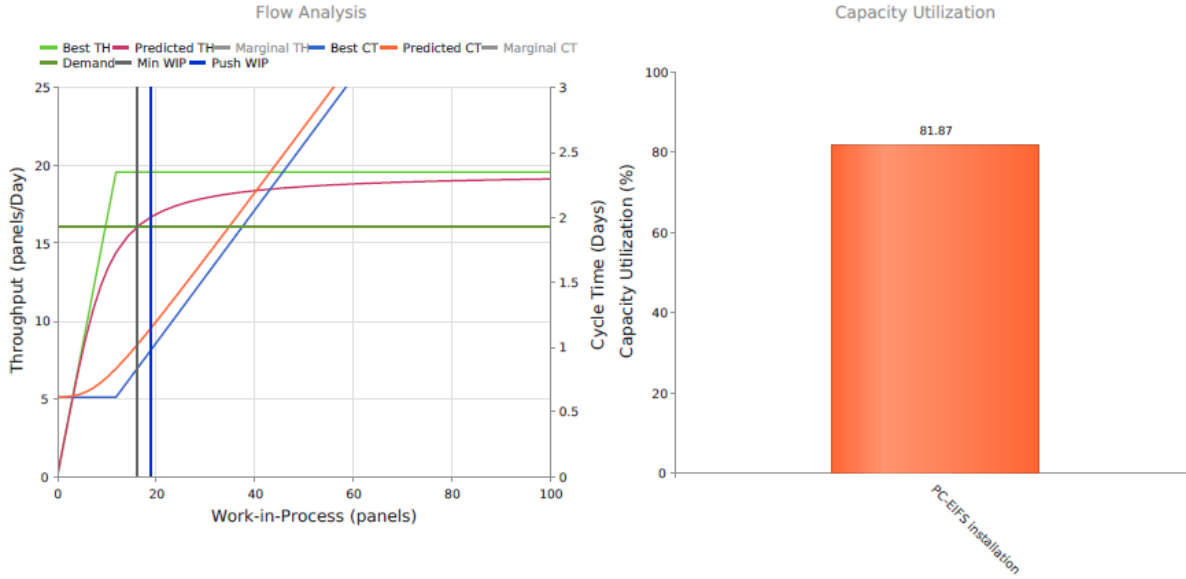 Flow Analysis
Best TH Predicted TH Marginal TH Best CT Predicted CT Marginal CT
Demand Min WIP Push WIP
Throughput (panels/Day)
25
20
15
10
5
0
3
2.5
2
1.5
1
0.5
0
Cycle Time (Days)
0 20 40 60 80 100
Work-in-Process (panels)
Capacity Utilization
Capacity Utilization (%)
100
80
60
40
20
0
81.87
PC-EIFS installation